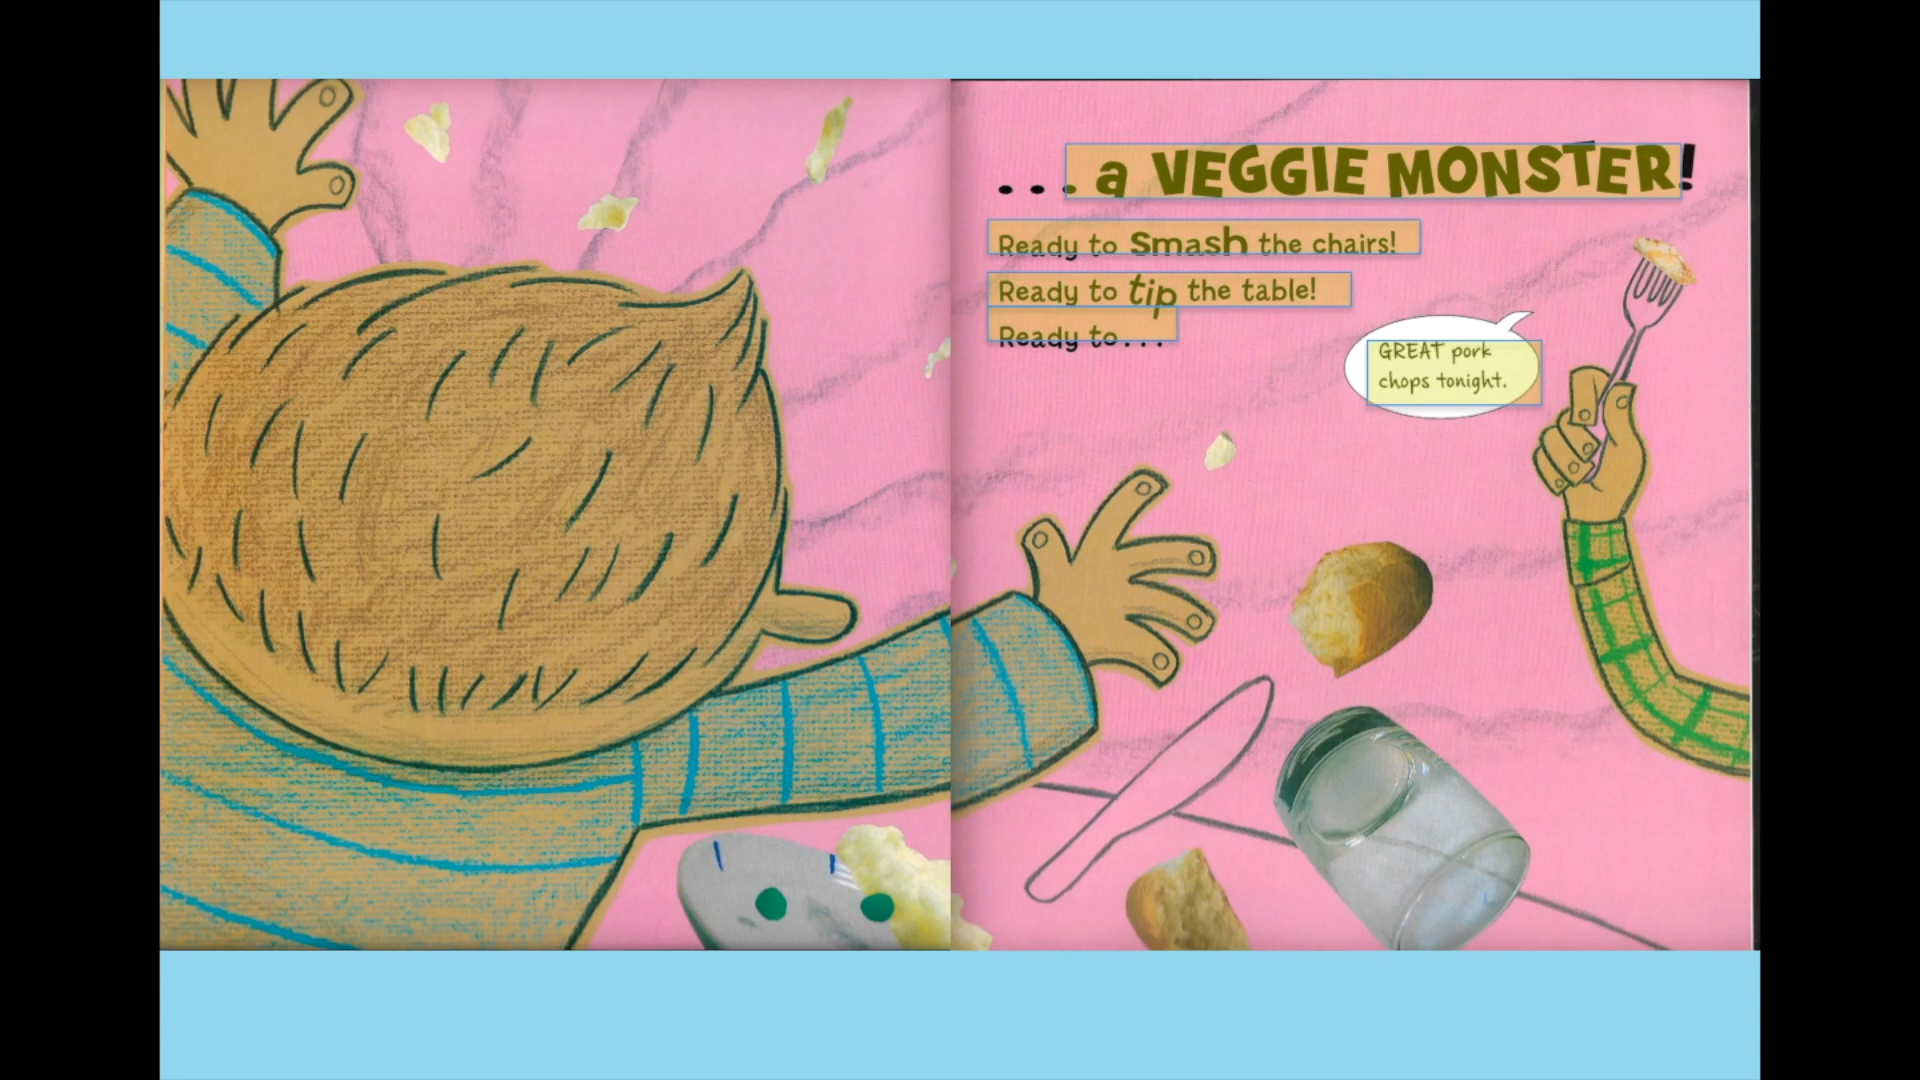 ... a VEGGIE MONSTER!
Ready to smash the chairs!
Ready to tip the table!
Ready to...
GREAT pork
chops tonight.